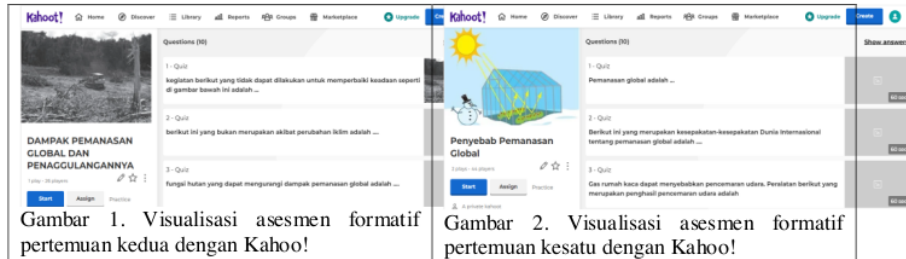 Kahoot!
Home
Discover
Library
Reports
Groups
Marketplace
Upgrade
Questions (10)
1 - Quiz
kegiatan berikut yang tidak dapat dilakukan untuk memperbaiki keadaan seperti
di gambar bawah ini adalah ...
2 - Quiz
berikut ini yang bukan merupakan akibat perubahan iklim adalah ....
3 - Quiz
fungsi hutan yang dapat mengurangi dampak pemanasan global adalah ....
DAMPAK PEMANASAN
GLOBAL DAN
PENAGGULANGANNYA
Start
Assign
Practice
Gambar 1. Visualisasi asesmen formatif
pertemuan kedua dengan Kahoo!
Kahoot!
Home
Discover
Library
Reports
Groups
Marketplace
Upgrade
Create
Questions (10)
Show answers
1 - Quiz
Pemanasan global adalah ...
60 sec
2 - Quiz
Berikut ini yang merupakan kesepakatan-kesepakatan Dunia Internasional
tentang pemanasan global adalah ....
60 sec
3 - Quiz
Gas rumah kaca dapat menyebabkan pencemaran udara. Peralatan berikut yang
merupakan penghasil pencemaran udara adalah
60 sec
Penyebab Pemanasan
Global
Start
Assign
Practice
A private kahoot
Gambar 2. Visualisasi asesmen formatif
pertemuan kesatu dengan Kahoo!